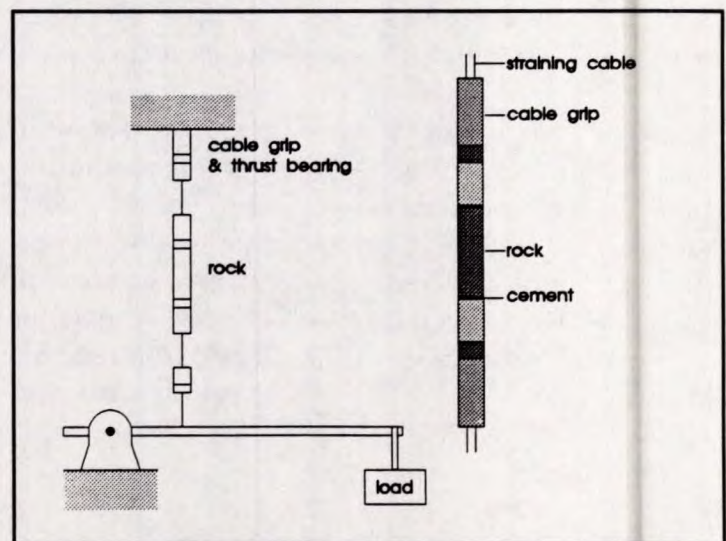 cable grip
& thrust bearing
rock
load
straining cable
cable grip
rock
cement